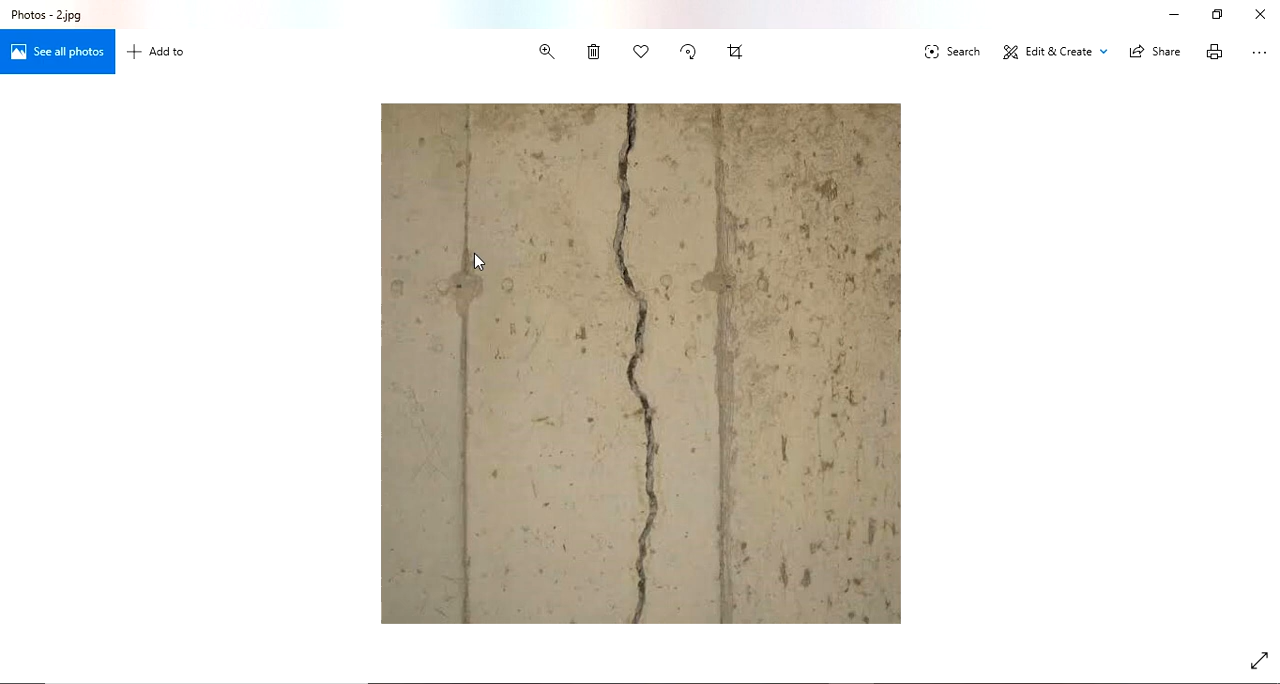 Photos - 2.jpg
See all photos
Add to
Search
Edit & Create
Share